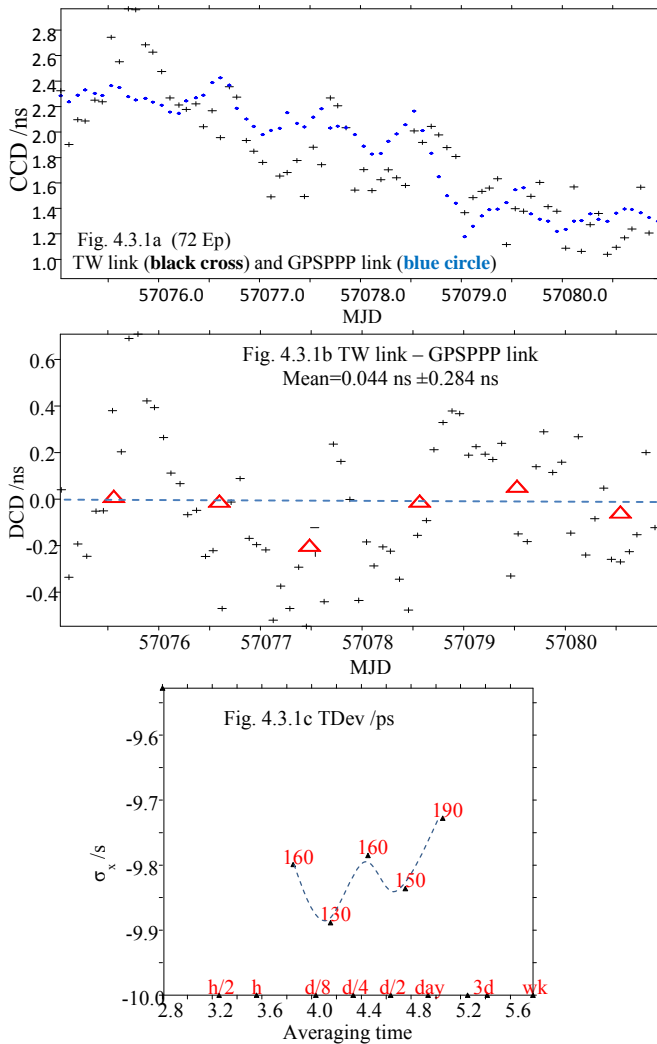 2.8
2.6
2.4
2.2
2.0
1.8
1.6
1.4
1.2
1.0
CCD /ns
Fig. 4.3.1a (72 Ep)
TW link (black cross) and GPSPPP link (blue circle)
57076.0 57077.0 57078.0 57079.0 57080.0
MJD
Fig. 4.3.1b TW link – GPSPPP link
Mean=0.044 ns ±0.284 ns
0.6
0.4
0.2
0.0
-0.2
-0.4
DCD /ns
57076 57077 57078 57079 57080
MJD
Fig. 4.3.1c TDev /ps
-9.6
-9.7
-9.8
-9.9
-10.0
σx /s
160
130
160
150
190
h/2 h d/8 d/4 d/2 day 3d wk
2.8 3.2 3.6 4.0 4.4 4.8 5.2 5.6
Averaging time